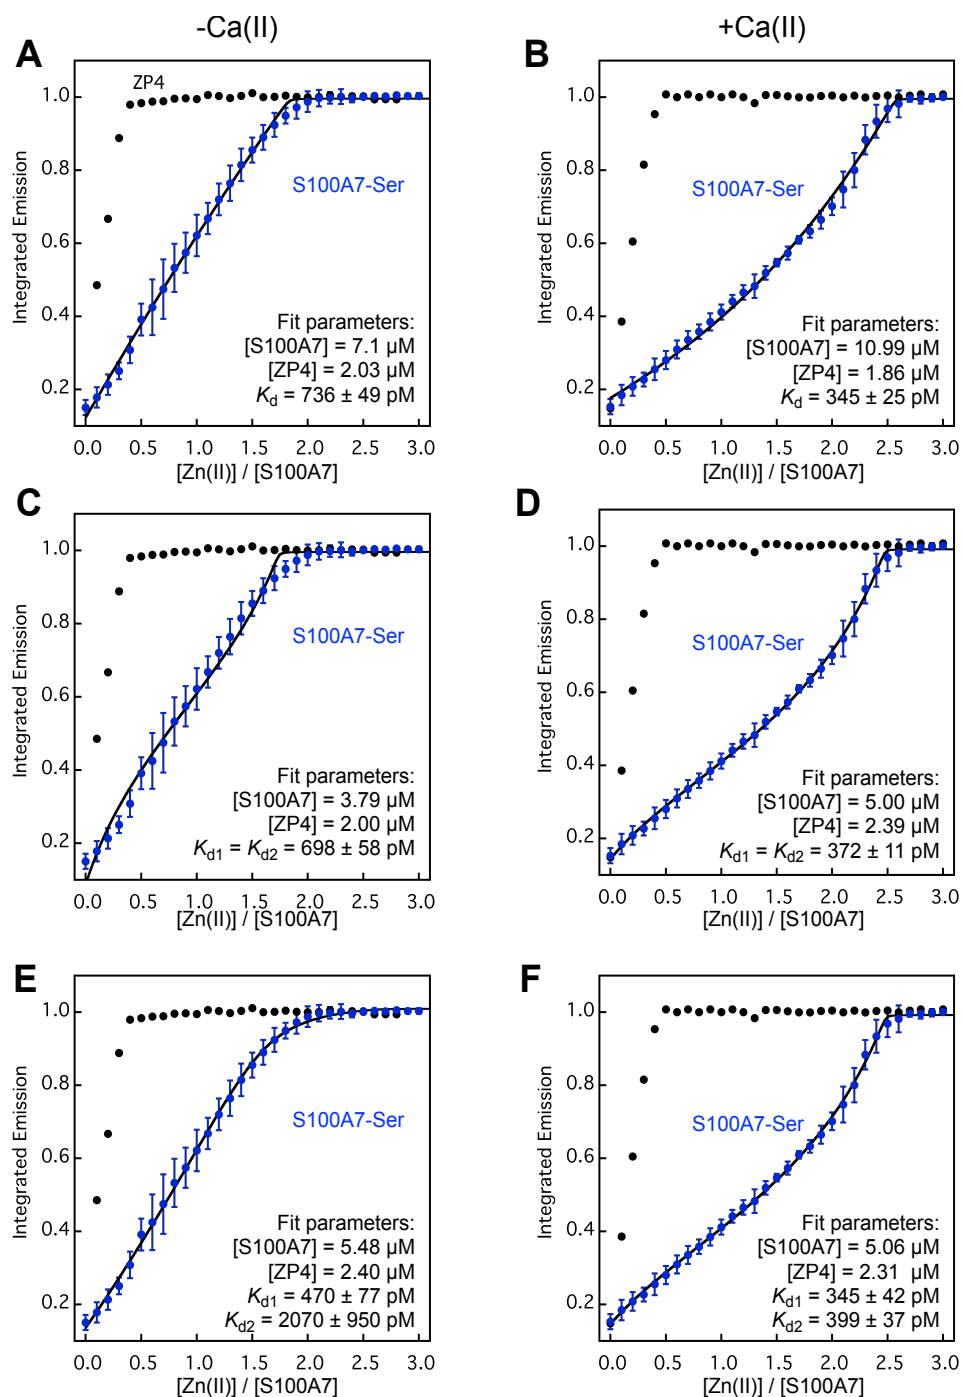 -Ca(II)
+Ca(II)
A
ZP4
1.0
0.8
0.6
0.4
0.2
Integrated Emission
S100A7-Ser
Fit parameters:
[S100A7] = 7.1 µM
[ZP4] = 2.03 µM
Kd = 736 ± 49 pM
0.0 0.5 1.0 1.5 2.0 2.5 3.0
[Zn(II)] / [S100A7]
B
1.0
0.8
0.6
0.4
0.2
Integrated Emission
S100A7-Ser
Fit parameters:
[S100A7] = 10.99 µM
[ZP4] = 1.86 µM
Kd = 345 ± 25 pM
0.0 0.5 1.0 1.5 2.0 2.5 3.0
[Zn(II)] / [S100A7]
C
1.0
0.8
0.6
0.4
0.2
Integrated Emission
S100A7-Ser
Fit parameters:
[S100A7] = 3.79 µM
[ZP4] = 2.00 µM
Kd1 = Kd2 = 698 ± 58 pM
0.0 0.5 1.0 1.5 2.0 2.5 3.0
[Zn(II)] / [S100A7]
D
1.0
0.8
0.6
0.4
0.2
Integrated Emission
S100A7-Ser
Fit parameters:
[S100A7] = 5.00 µM
[ZP4] = 2.39 µM
Kd1 = Kd2 = 372 ± 11 pM
0.0 0.5 1.0 1.5 2.0 2.5 3.0
[Zn(II)] / [S100A7]
E
1.0
0.8
0.6
0.4
0.2
Integrated Emission
S100A7-Ser
Fit parameters:
[S100A7] = 5.48 µM
[ZP4] = 2.40 µM
Kd1 = 470 ± 77 pM
Kd2 = 2070 ± 950 pM
0.0 0.5 1.0 1.5 2.0 2.5 3.0
[Zn(II)] / [S100A7]
F
1.0
0.8
0.6
0.4
0.2
Integrated Emission
S100A7-Ser
Fit parameters:
[S100A7] = 5.06 µM
[ZP4] = 2.31 µM
Kd1 = 345 ± 42 pM
Kd2 = 399 ± 37 pM
0.0 0.5 1.0 1.5 2.0 2.5 3.0
[Zn(II)] / [S100A7]